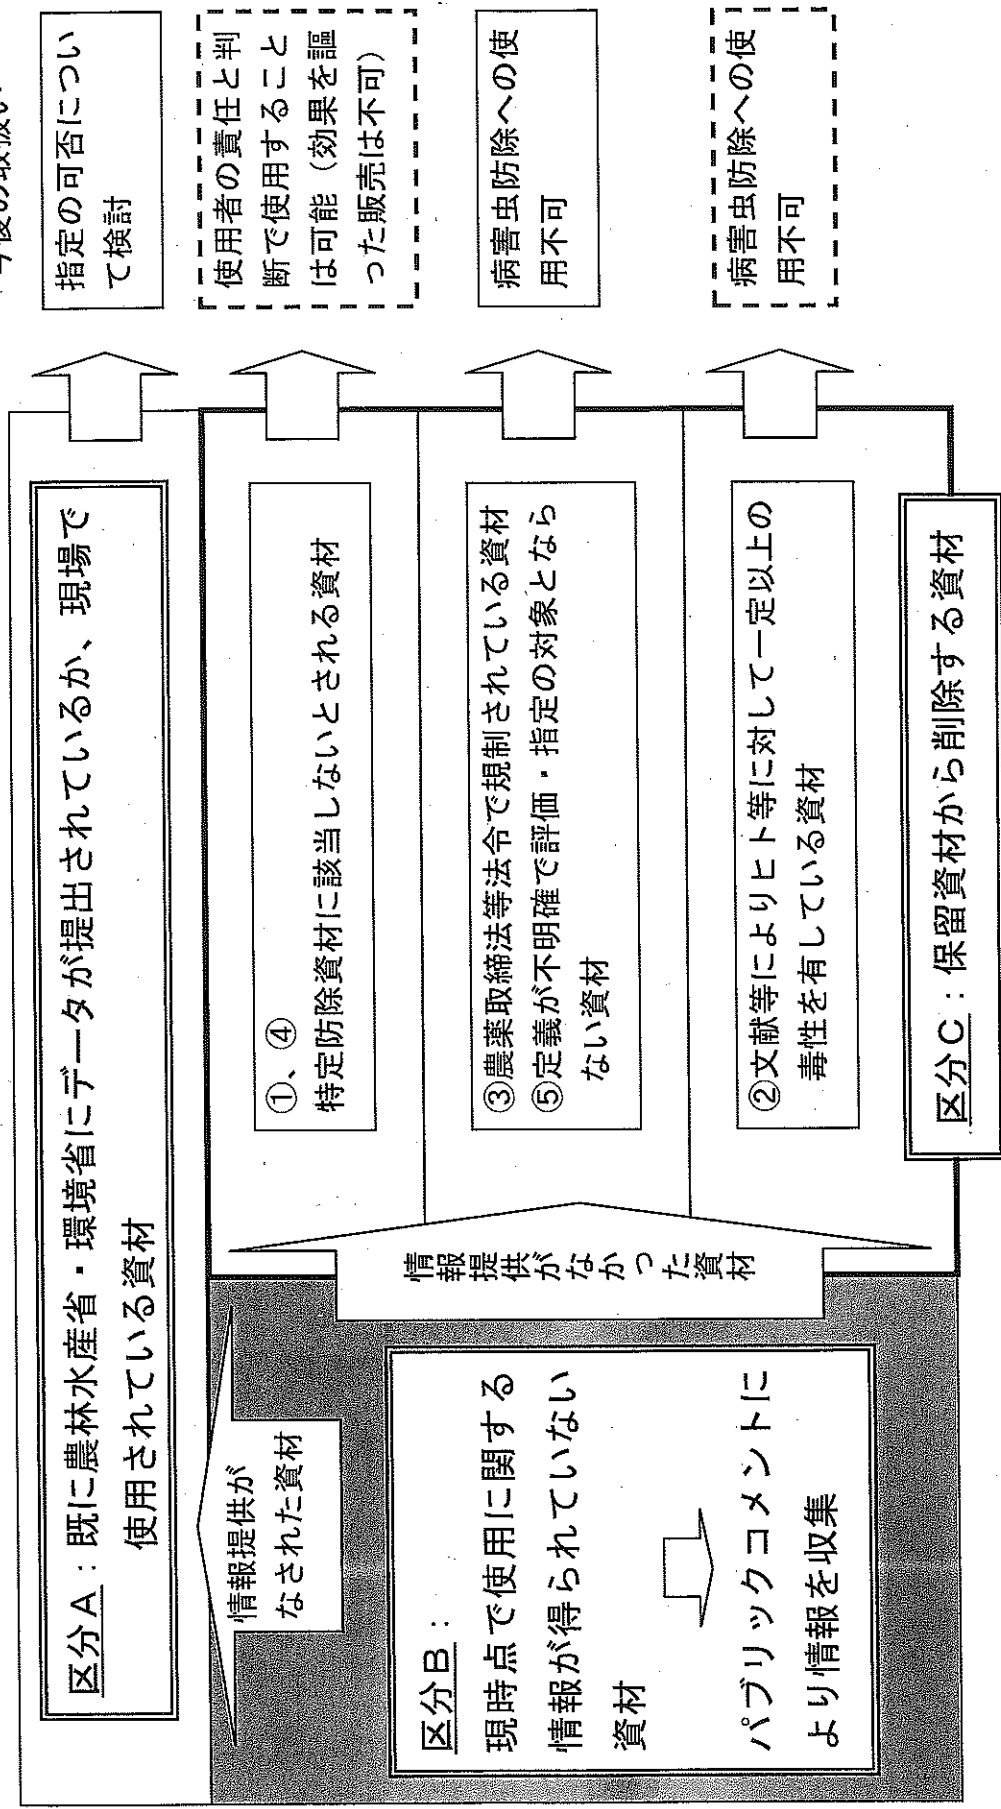 今後の取扱い
区分A：既に農林水産省・環境省にデータが提出されているか、現場で
使用されている資材
指定の可否につい
て検討
情報提供が
なされた資材
区分B：
現時点で使用に関する
情報が得られていない
資材
パブリックコメントに
より情報を収集
情報提供がなかった資材
①、④
特定防除資材に該当しないとされる資材
使用者の責任と判
断で使用すること
は可能（効果を謳
った販売は不可）
③農薬取締法等法令で規制されている資材
⑤定義が不明確で評価・指定の対象となら
ない資材
病害虫防除への使
用不可
②文献等によりヒト等に対して一定以上の
毒性を有している資材
病害虫防除への使
用不可
区分C：保留資材から削除する資材